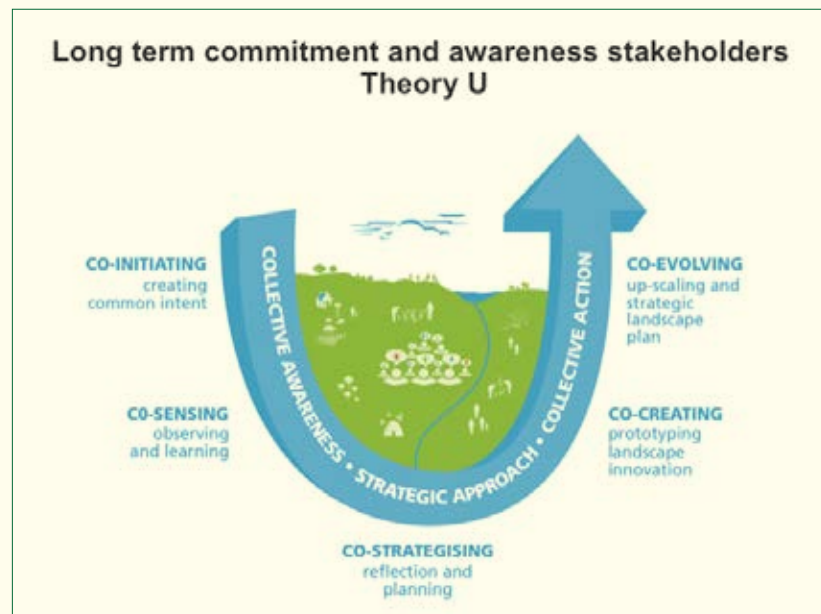 Long term commitment and awareness stakeholders
Theory U
CO-INITIATING
creating
common intent
C0-SENSING
observing
and learning
CO-STRATEGISING
reflection and
planning
CO-CREATING
prototyping
landscape
innovation
CO-EVOLVING
up-scaling and
strategic
landscape
plan
COLLECTIVE AWARENESS • STRATEGIC APPROACH • COLLECTIVE ACTION